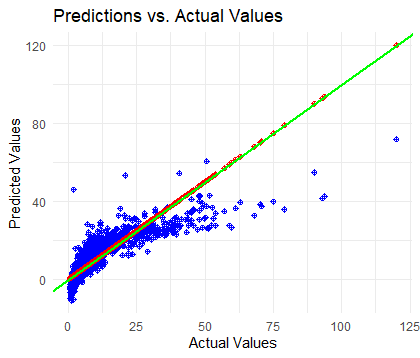 Predictions vs. Actual Values
120
80
40
0
Predicted Values
0 25 50 75 100 125
Actual Values